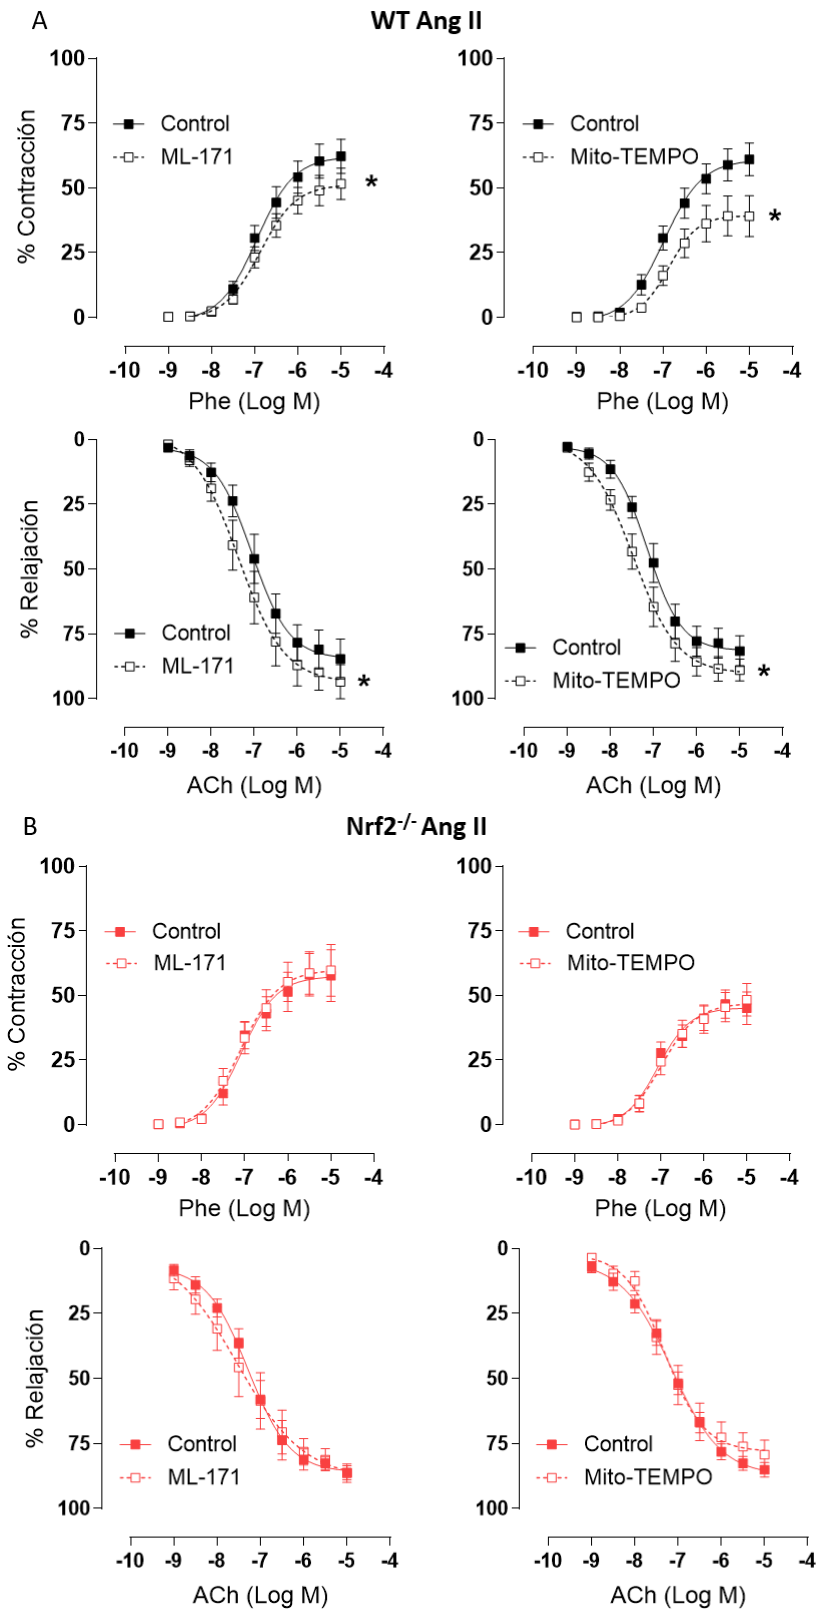 A
WT Ang II
100
75
50
25
0
% Contracción
Control
ML-171
*
-10 -9 -8 -7 -6 -5 -4
Phe (Log M)
100
75
50
25
0
Control
Mito-TEMPO
*
-10 -9 -8 -7 -6 -5 -4
Phe (Log M)
0
25
50
75
100
% Relajación
Control
ML-171
*
-10 -9 -8 -7 -6 -5 -4
ACh (Log M)
0
25
50
75
100
Control
Mito-TEMPO
*
-10 -9 -8 -7 -6 -5 -4
ACh (Log M)
B
Nrf2-/- Ang II
100
75
50
25
0
% Contracción
Control
ML-171
-10 -9 -8 -7 -6 -5 -4
Phe (Log M)
100
75
50
25
0
Control
Mito-TEMPO
-10 -9 -8 -7 -6 -5 -4
Phe (Log M)
0
25
50
75
100
% Relajación
Control
ML-171
-10 -9 -8 -7 -6 -5 -4
ACh (Log M)
0
25
50
75
100
Control
Mito-TEMPO
-10 -9 -8 -7 -6 -5 -4
ACh (Log M)